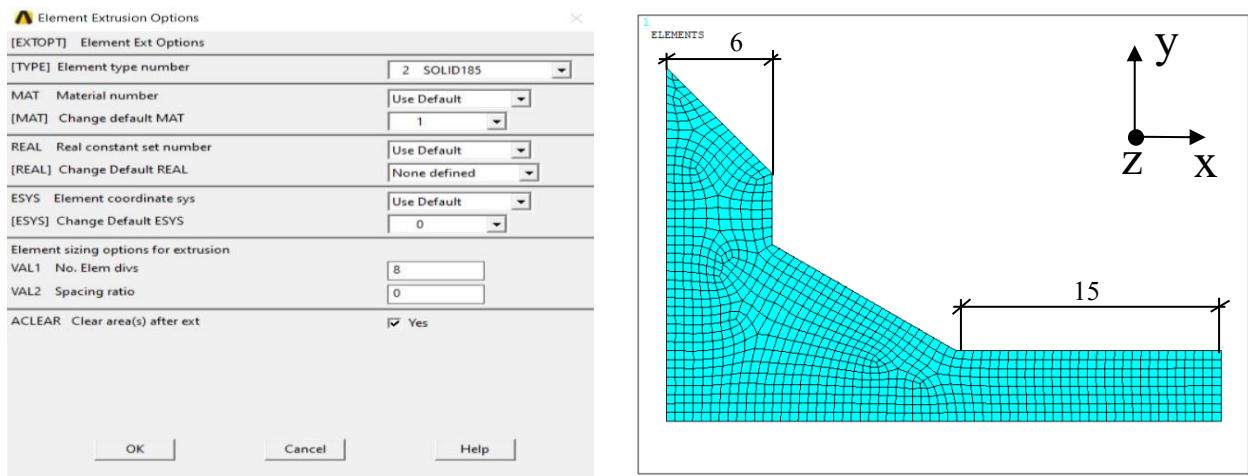 Element Extrusion Options
[EXTOPT] Element Ext Options
[TYPE] Element type number 2 SOLID185
MAT Material number Use Default
[MAT] Change default MAT 1
REAL Real constant set number Use Default
[REAL] Change Default REAL None defined
ESYS Element coordinate sys Use Default
[ESYS] Change Default ESYS 0
Element sizing options for extrusion
VAL1 No. Elem divs 8
VAL2 Spacing ratio 0
ACLEAR Clear area(s) after ext Yes
OK Cancel Help
1
ELEMENTS
6
y
z x
15